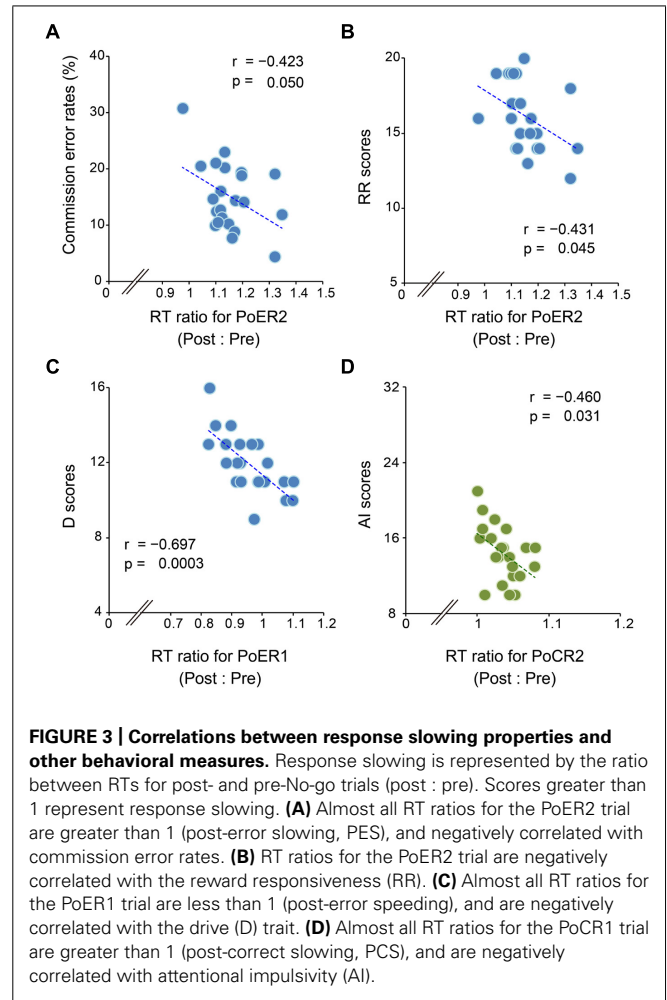 A
40
30
20
10
0
Commission error rates (%)
r = −0.423
p = 0.050
0 0.9 1 1.1 1.2 1.3 1.4 1.5
RT ratio for PoER2
(Post : Pre)
B
20
15
10
5
RR scores
r = −0.431
p = 0.045
0 0.9 1 1.1 1.2 1.3 1.4 1.5
RT ratio for PoER2
(Post : Pre)
C
16
12
8
4
D scores
r = −0.697
p = 0.0003
0 0.7 0.8 0.9 1 1.1 1.2
RT ratio for PoER1
(Post : Pre)
D
32
24
16
8
AI scores
r = −0.460
p = 0.031
0 1 1.1 1.2
RT ratio for PoCR2
(Post : Pre)
FIGURE 3 | Correlations between response slowing properties and
other behavioral measures. Response slowing is represented by the ratio
between RTs for post- and pre-No-go trials (post : pre). Scores greater than
1 represent response slowing. (A) Almost all RT ratios for the PoER2 trial
are greater than 1 (post-error slowing, PES), and negatively correlated with
commission error rates. (B) RT ratios for the PoER2 trial are negatively
correlated with the reward responsiveness (RR). (C) Almost all RT ratios for
the PoER1 trial are less than 1 (post-error speeding), and are negatively
correlated with the drive (D) trait. (D) Almost all RT ratios for the PoCR1 trial
are greater than 1 (post-correct slowing, PCS), and are negatively
correlated with attentional impulsivity (AI).